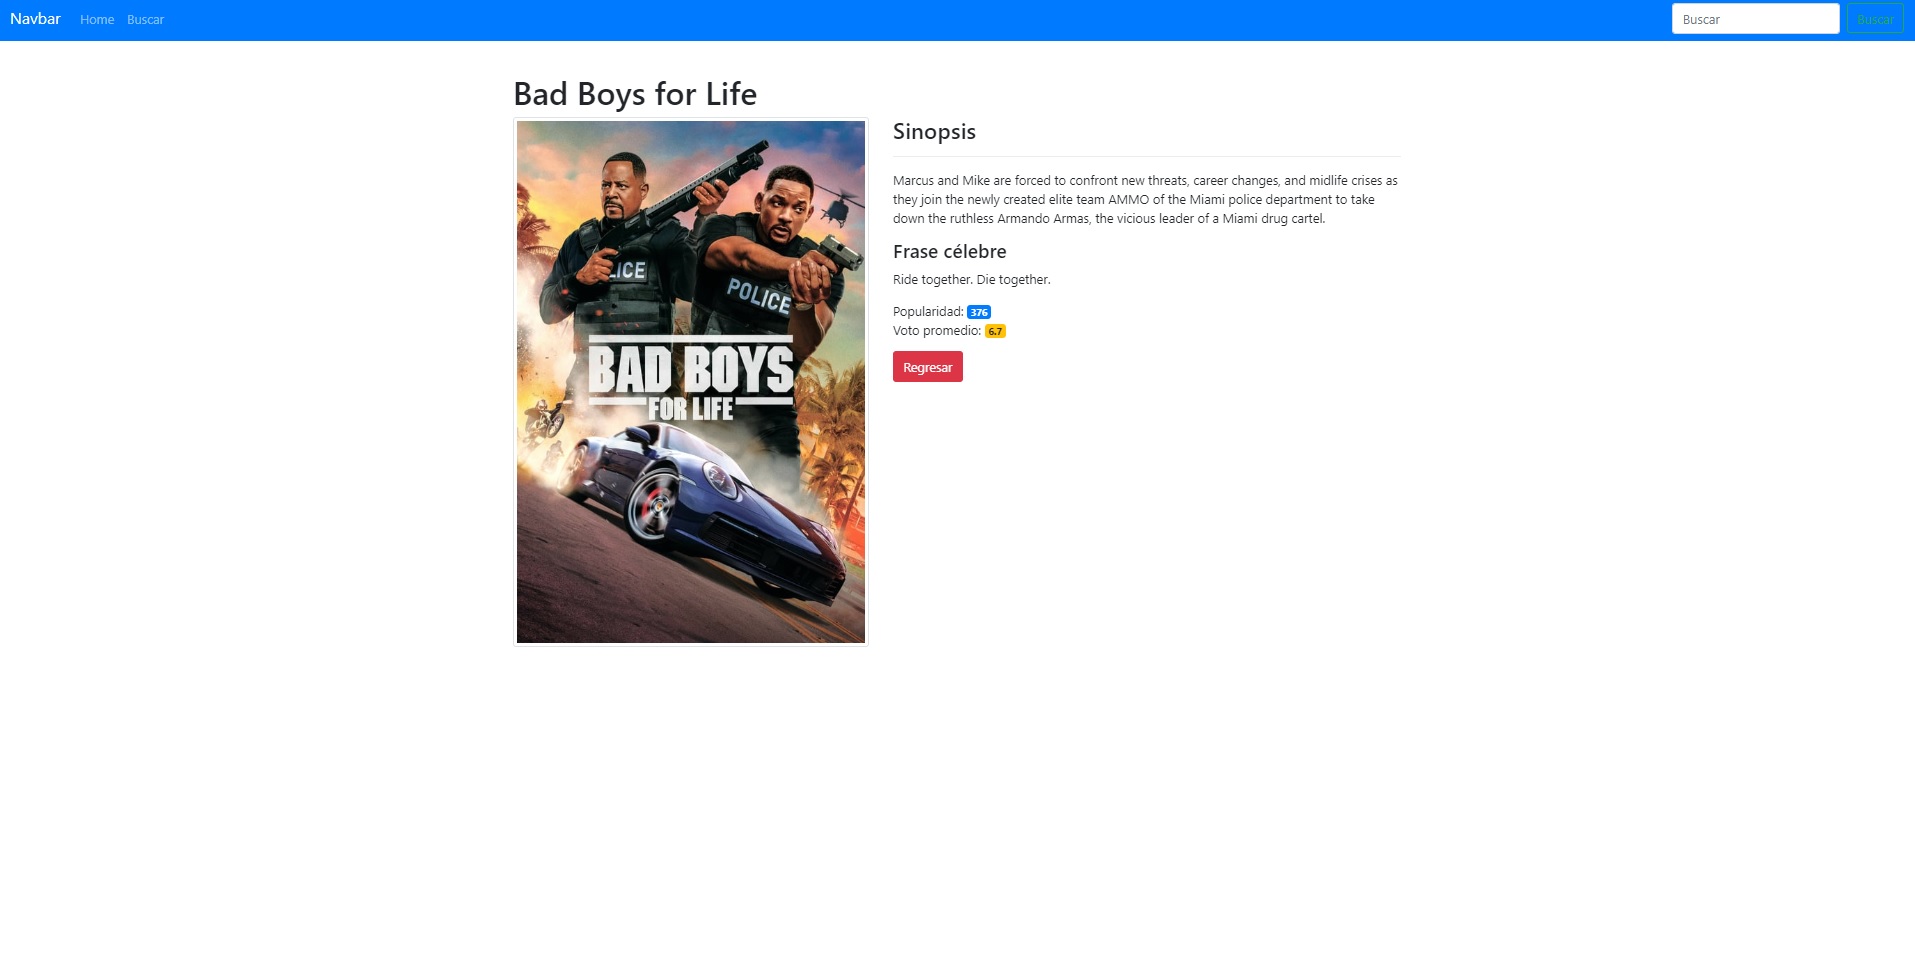 Navbar Home Buscar Buscar Buscar
Bad Boys for Life
LICE
POLICE
BAD BOYS
FOR LIFE
Sinopsis
Marcus and Mike are forced to confront new threats, career changes, and midlife crises as
they join the newly created elite team AMMO of the Miami police department to take
down the ruthless Armando Armas, the vicious leader of a Miami drug cartel.
Frase célebre
Ride together. Die together.
Popularidad: 376
Voto promedio: 6.7
Regresar